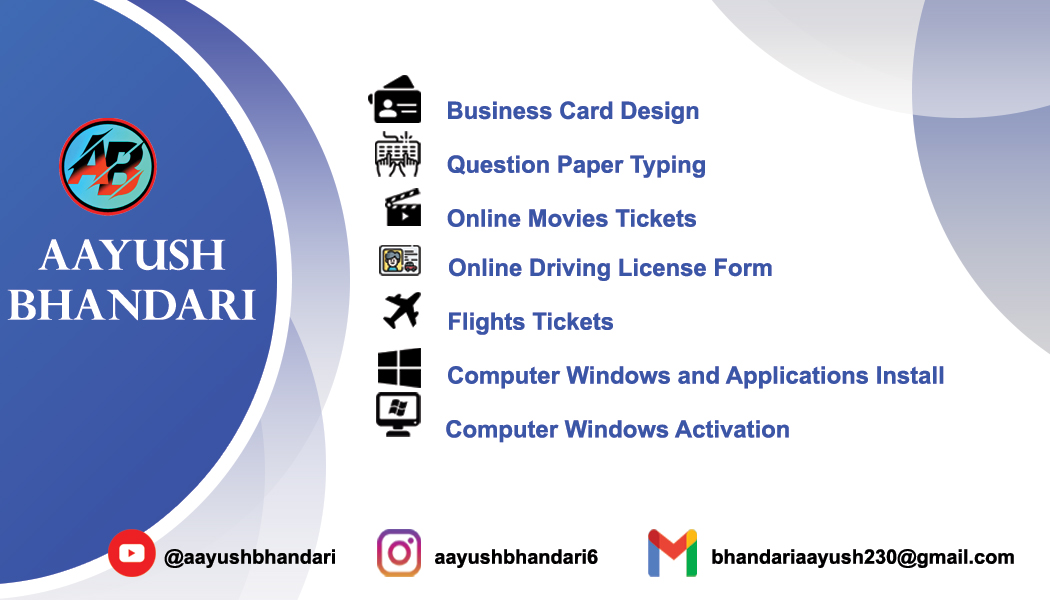 AB
AAYUSH
BHANDARI
Business Card Design
Question Paper Typing
Online Movies Tickets
Online Driving License Form
Flights Tickets
Computer Windows and Applications Install
Computer Windows Activation
@aayushbhandari
aayushbhandari6
bhandariaayush230@gmail.com